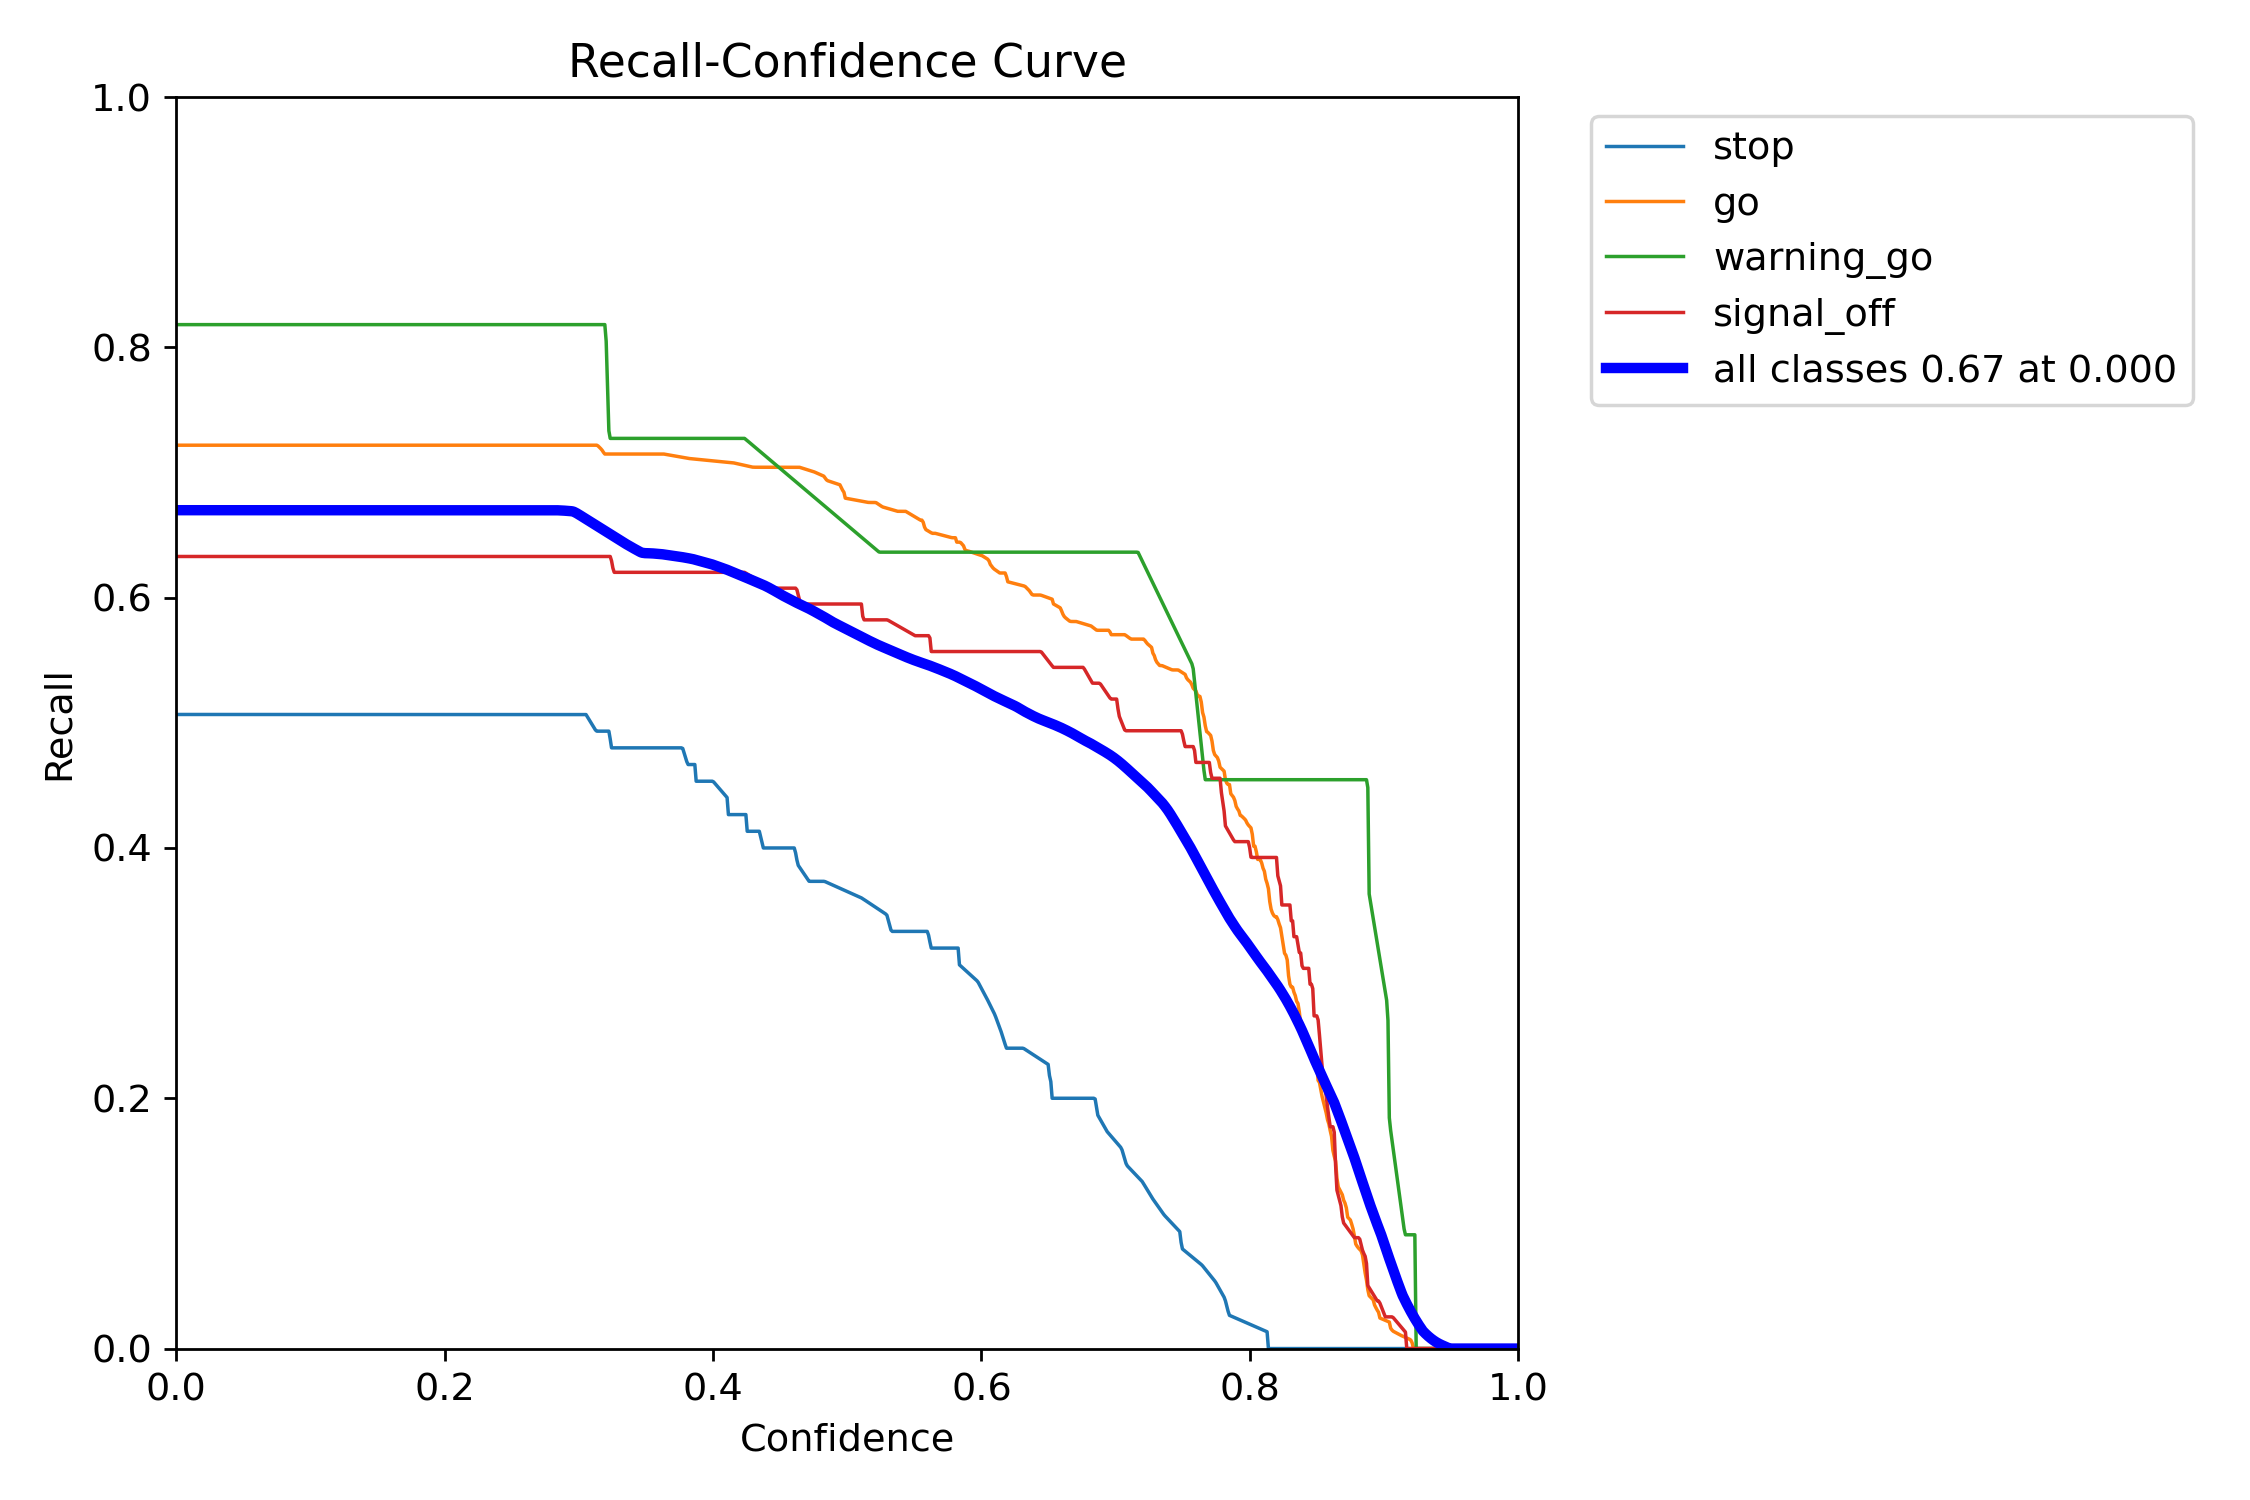 Recall-Confidence Curve
1.0
0.8
0.6
0.4
0.2
0.0
Recall
0.0 0.2 0.4 0.6 0.8 1.0
Confidence
stop
go
warning_go
signal_off
all classes 0.67 at 0.000